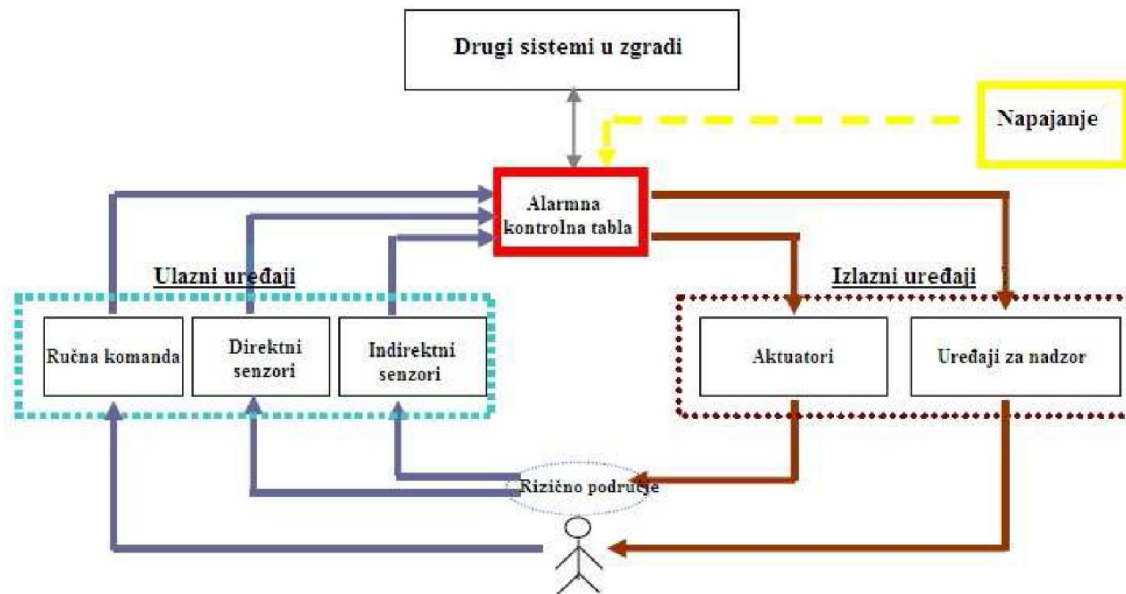 Drugi sistemi u zgradi
Napajanje
Alarmna
kontrolna tabla
Ulazni uređaji
Izlazni uređaji
Ručna komanda
Direktni
senzori
Indirektni
senzori
Aktuatori
Uređaji za nadzor
Rizično područje